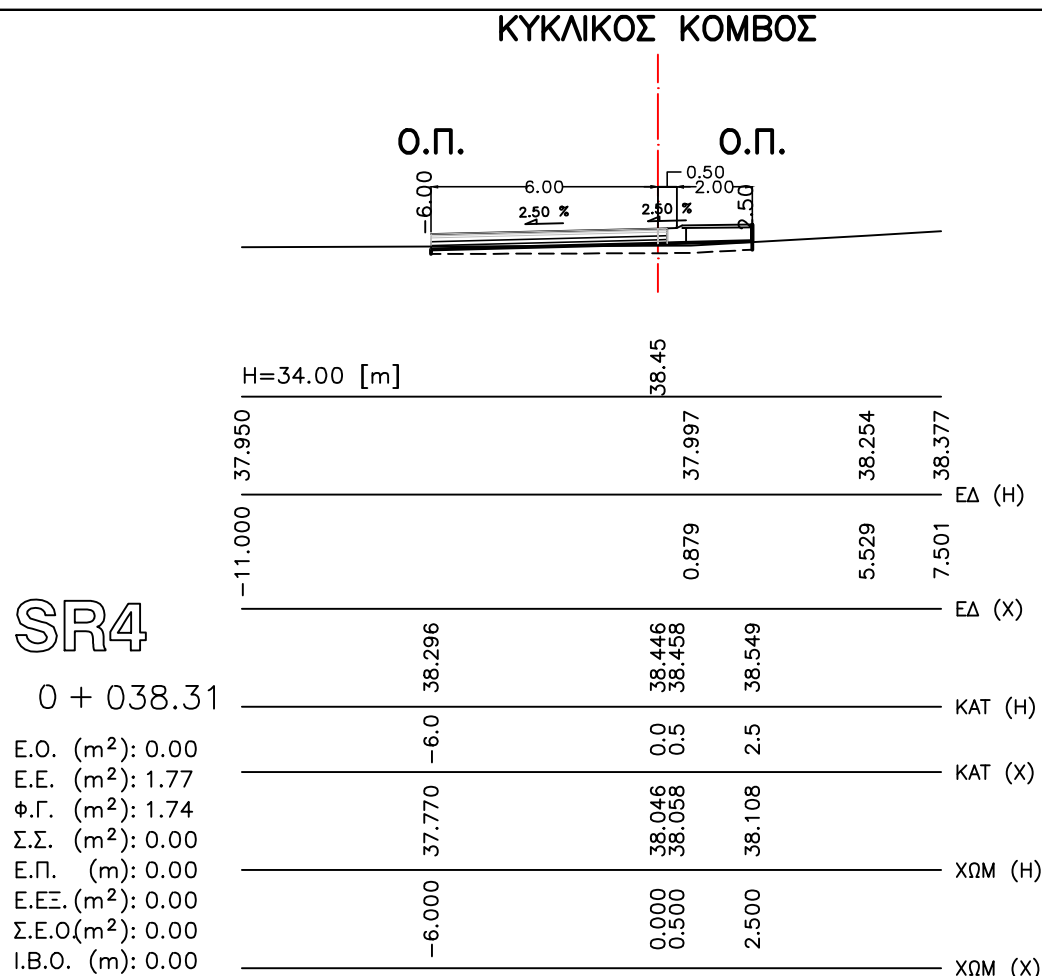 ΚΥΚΛΙΚΟΣ ΚΟΜΒΟΣ
Ο.Π. Ο.Π.
-6.00 6.00 0.50 2.00 2.50
2.50 % 2.50 %
38.45
H=34.00 [m]
37.950 37.997 38.254 38.377
ΕΔ (Η)
-11.000 0.879 5.529 7.501
ΕΔ (Χ)
SR4
38.296 38.446 38.458 38.549
0 + 038.31
ΚΑΤ (Η)
-6.0 0.0 0.5 2.5
ΚΑΤ (Χ)
37.770 38.046 38.058 38.108
ΧΩΜ (Η)
-6.000 0.000 0.500 2.500
ΧΩΜ (Χ)
Ε.Ο. (m²): 0.00
Ε.Ε. (m²): 1.77
Φ.Γ. (m²): 1.74
Σ.Σ. (m²): 0.00
Ε.Π. (m): 0.00
Ε.ΕΞ. (m²): 0.00
Σ.Ε.Ο.(m²): 0.00
Ι.Β.Ο. (m): 0.00